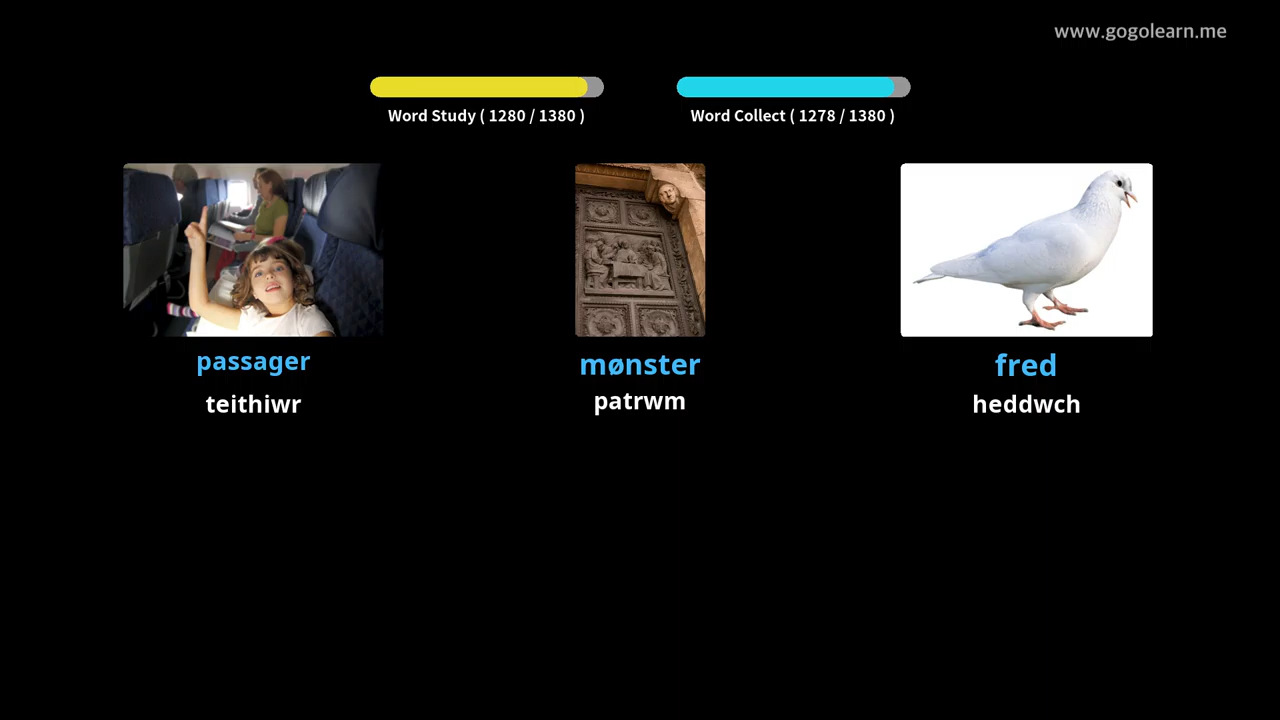 www.gogolearn.me
Word Study ( 1280 / 1380 )
Word Collect ( 1278 / 1380 )
passager
mønster
fred
teithiwr
patrwm
heddwch